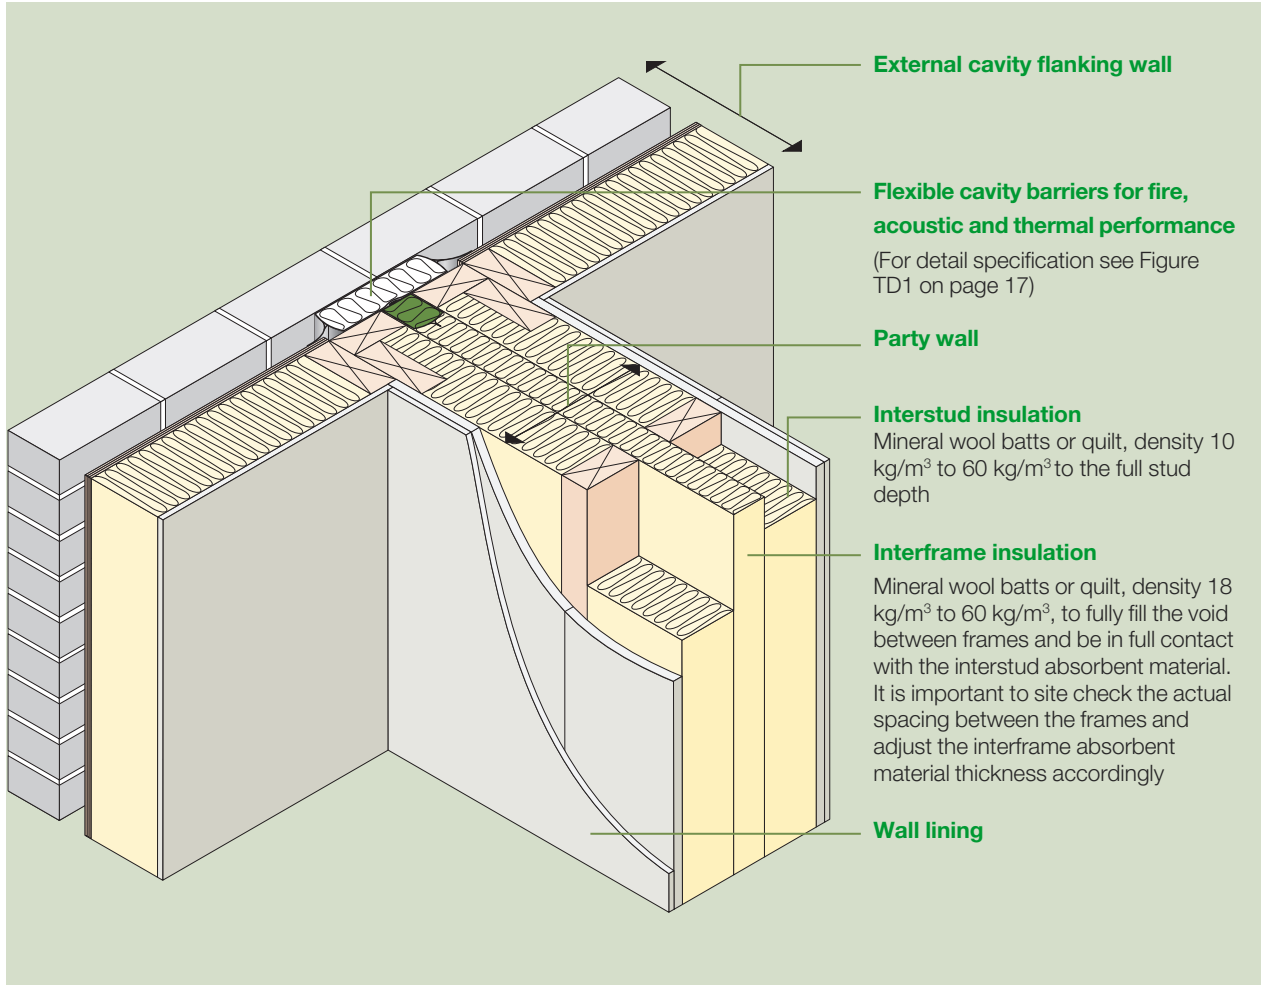 External cavity flanking wall
Flexible cavity barriers for fire,
acoustic and thermal performance
(For detail specification see Figure
TD1 on page 17)
Party wall
Interstud insulation
Mineral wool batts or quilt, density 10
kg/m³ to 60 kg/m³ to the full stud
depth
Interframe insulation
Mineral wool batts or quilt, density 18
kg/m³ to 60 kg/m³, to fully fill the void
between frames and be in full contact
with the interstud absorbent material.
It is important to site check the actual
spacing between the frames and
adjust the interframe absorbent
material thickness accordingly
Wall lining